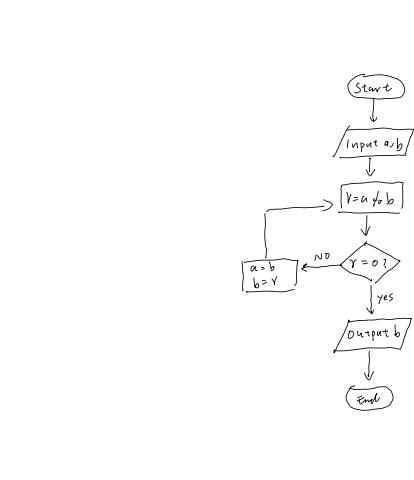 Start
Input a,b
r=a % b
r=0?
NO
a=b
b=r
yes
Output b
End